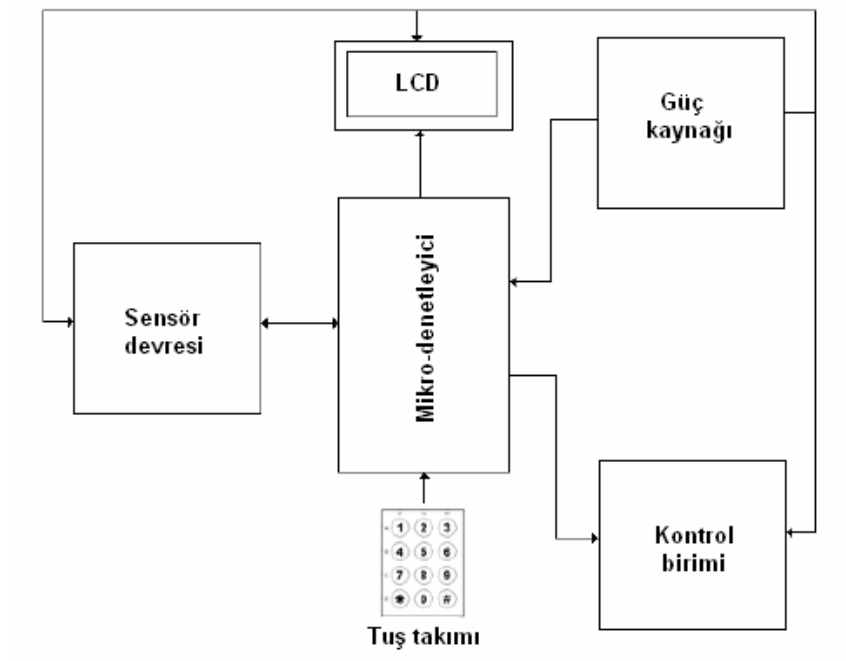 LCD
Güç
kaynağı
Mikro-denetleyici
Sensör
devresi
1 2 3
4 5 6
7 8 9
* 0 #
Kontrol
birimi
Tuş takımı